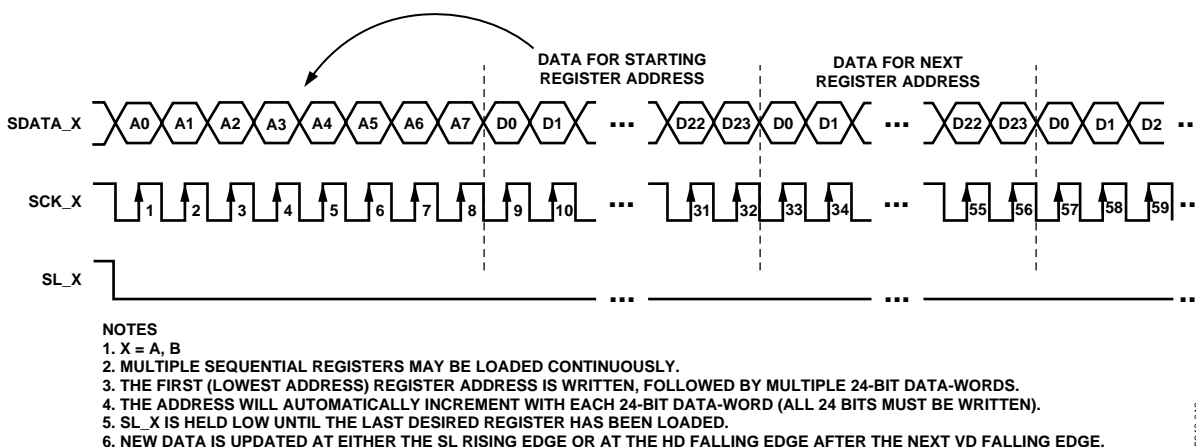 DATA FOR STARTING
REGISTER ADDRESS
DATA FOR NEXT
REGISTER ADDRESS
SDATA_X A0 A1 A2 A3 A4 A5 A6 A7 D0 D1 ... D22 D23 D0 D1 ... D22 D23 D0 D1 D2 ..
SCK_X 1 2 3 4 5 6 7 8 9 10 ... 31 32 33 34 ... 55 56 57 58 59 ..
SL_X ... ... ..
NOTES
1. X = A, B
2. MULTIPLE SEQUENTIAL REGISTERS MAY BE LOADED CONTINUOUSLY.
3. THE FIRST (LOWEST ADDRESS) REGISTER ADDRESS IS WRITTEN, FOLLOWED BY MULTIPLE 24-BIT DATA-WORDS.
4. THE ADDRESS WILL AUTOMATICALLY INCREMENT WITH EACH 24-BIT DATA-WORD (ALL 24 BITS MUST BE WRITTEN).
5. SL_X IS HELD LOW UNTIL THE LAST DESIRED REGISTER HAS BEEN LOADED.
6. NEW DATA IS UPDATED AT EITHER THE SL RISING EDGE OR AT THE HD FALLING EDGE AFTER THE NEXT VD FALLING EDGE.